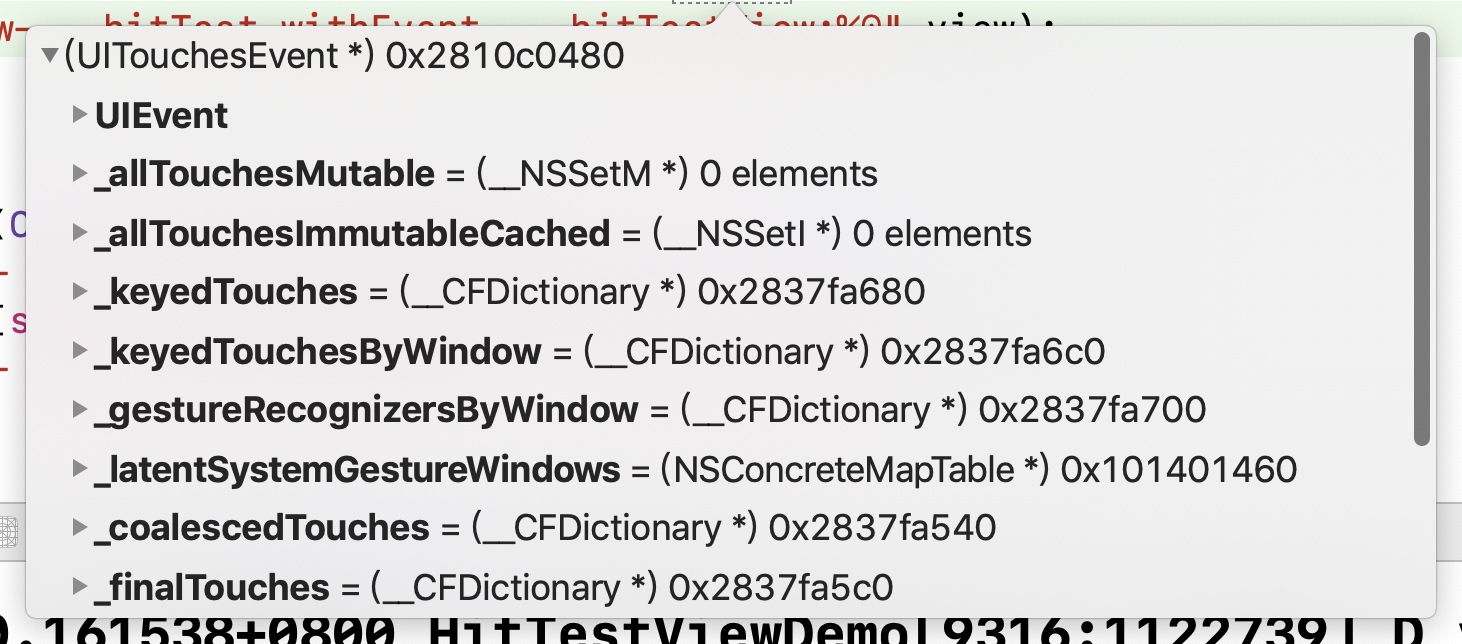 hitTest withEvent hitTestView:%@" view);
(UITouchesEvent *) 0x2810c0480
UIEvent
_allTouchesMutable = (__NSSetM *) 0 elements
_allTouchesImmutableCached = (__NSSetI *) 0 elements
_keyedTouches = (__CFDictionary *) 0x2837fa680
_keyedTouchesByWindow = (__CFDictionary *) 0x2837fa6c0
_gestureRecognizersByWindow = (__CFDictionary *) 0x2837fa700
_latentSystemGestureWindows = (NSConcreteMapTable *) 0x101401460
_coalescedTouches = (__CFDictionary *) 0x2837fa540
_finalTouches = (__CFDictionary *) 0x2837fa5c0
.161538+0800 HitTestViewDemo[9316:1122739] D